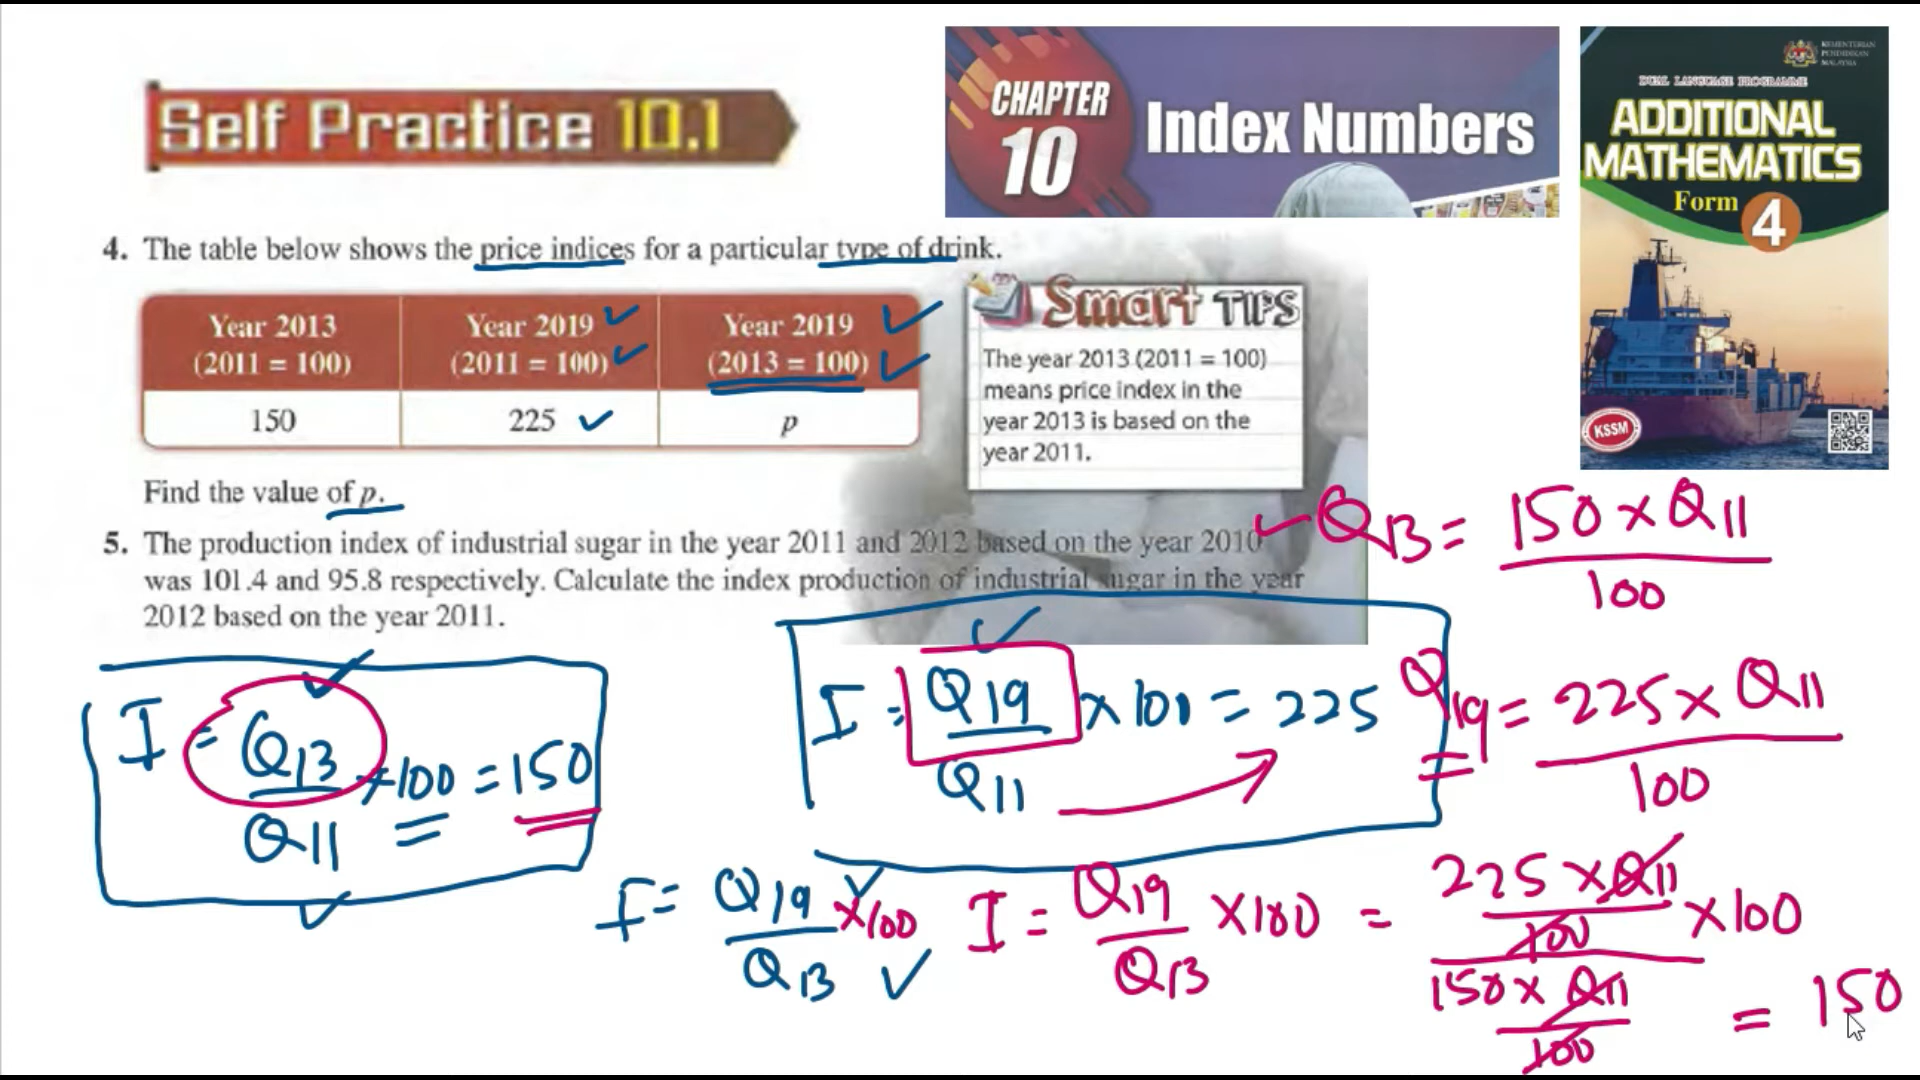 Self Practice 10.1
CHAPTER
10
Index Numbers
KEMENTERIAN
PENDIDIKAN
MALAYSIA
DUAL LANGUAGE PROGRAMME
ADDITIONAL
MATHEMATICS
Form 4
KSSM
4. The table below shows the price indices for a particular type of drink.
Year 2013 Year 2019 Year 2019
(2011 = 100) (2011 = 100) (2013 = 100)
150 225 p
Smart TIPS
The year 2013 (2011 = 100)
means price index in the
year 2013 is based on the
year 2011.
Find the value of p.
5. The production index of industrial sugar in the year 2011 and 2012 based on the year 2010
was 101.4 and 95.8 respectively. Calculate the index production of industrial sugar in the year
2012 based on the year 2011.
Q13 = 150 x Q11
100
I = Q13 x 100 = 150
Q11
I = Q19 x 100 = 225
Q11
Q19 = 225 x Q11
100
I = Q19 x 100
Q13
I = Q19 x 100 = 225 x Q11
100
x 100
Q13
150 x Q11
100
= 150